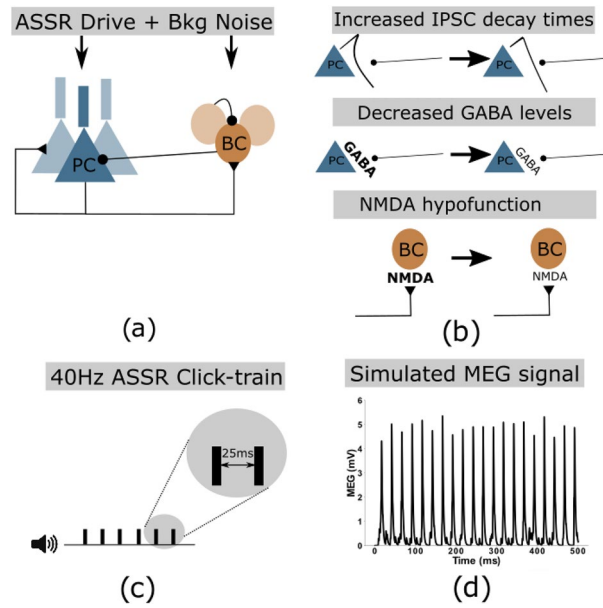 ASSR Drive + Bkg Noise
PC
BC
(a)
Increased IPSC decay times
PC
PC
Decreased GABA levels
PC
GABA
PC
GABA
NMDA hypofunction
BC
NMDA
BC
NMDA
(b)
40Hz ASSR Click-train
25ms
(c)
Simulated MEG signal
MEG (mV)
6
5
4
3
2
1
0
0
100
200
300
400
500
Time (ms)
(d)